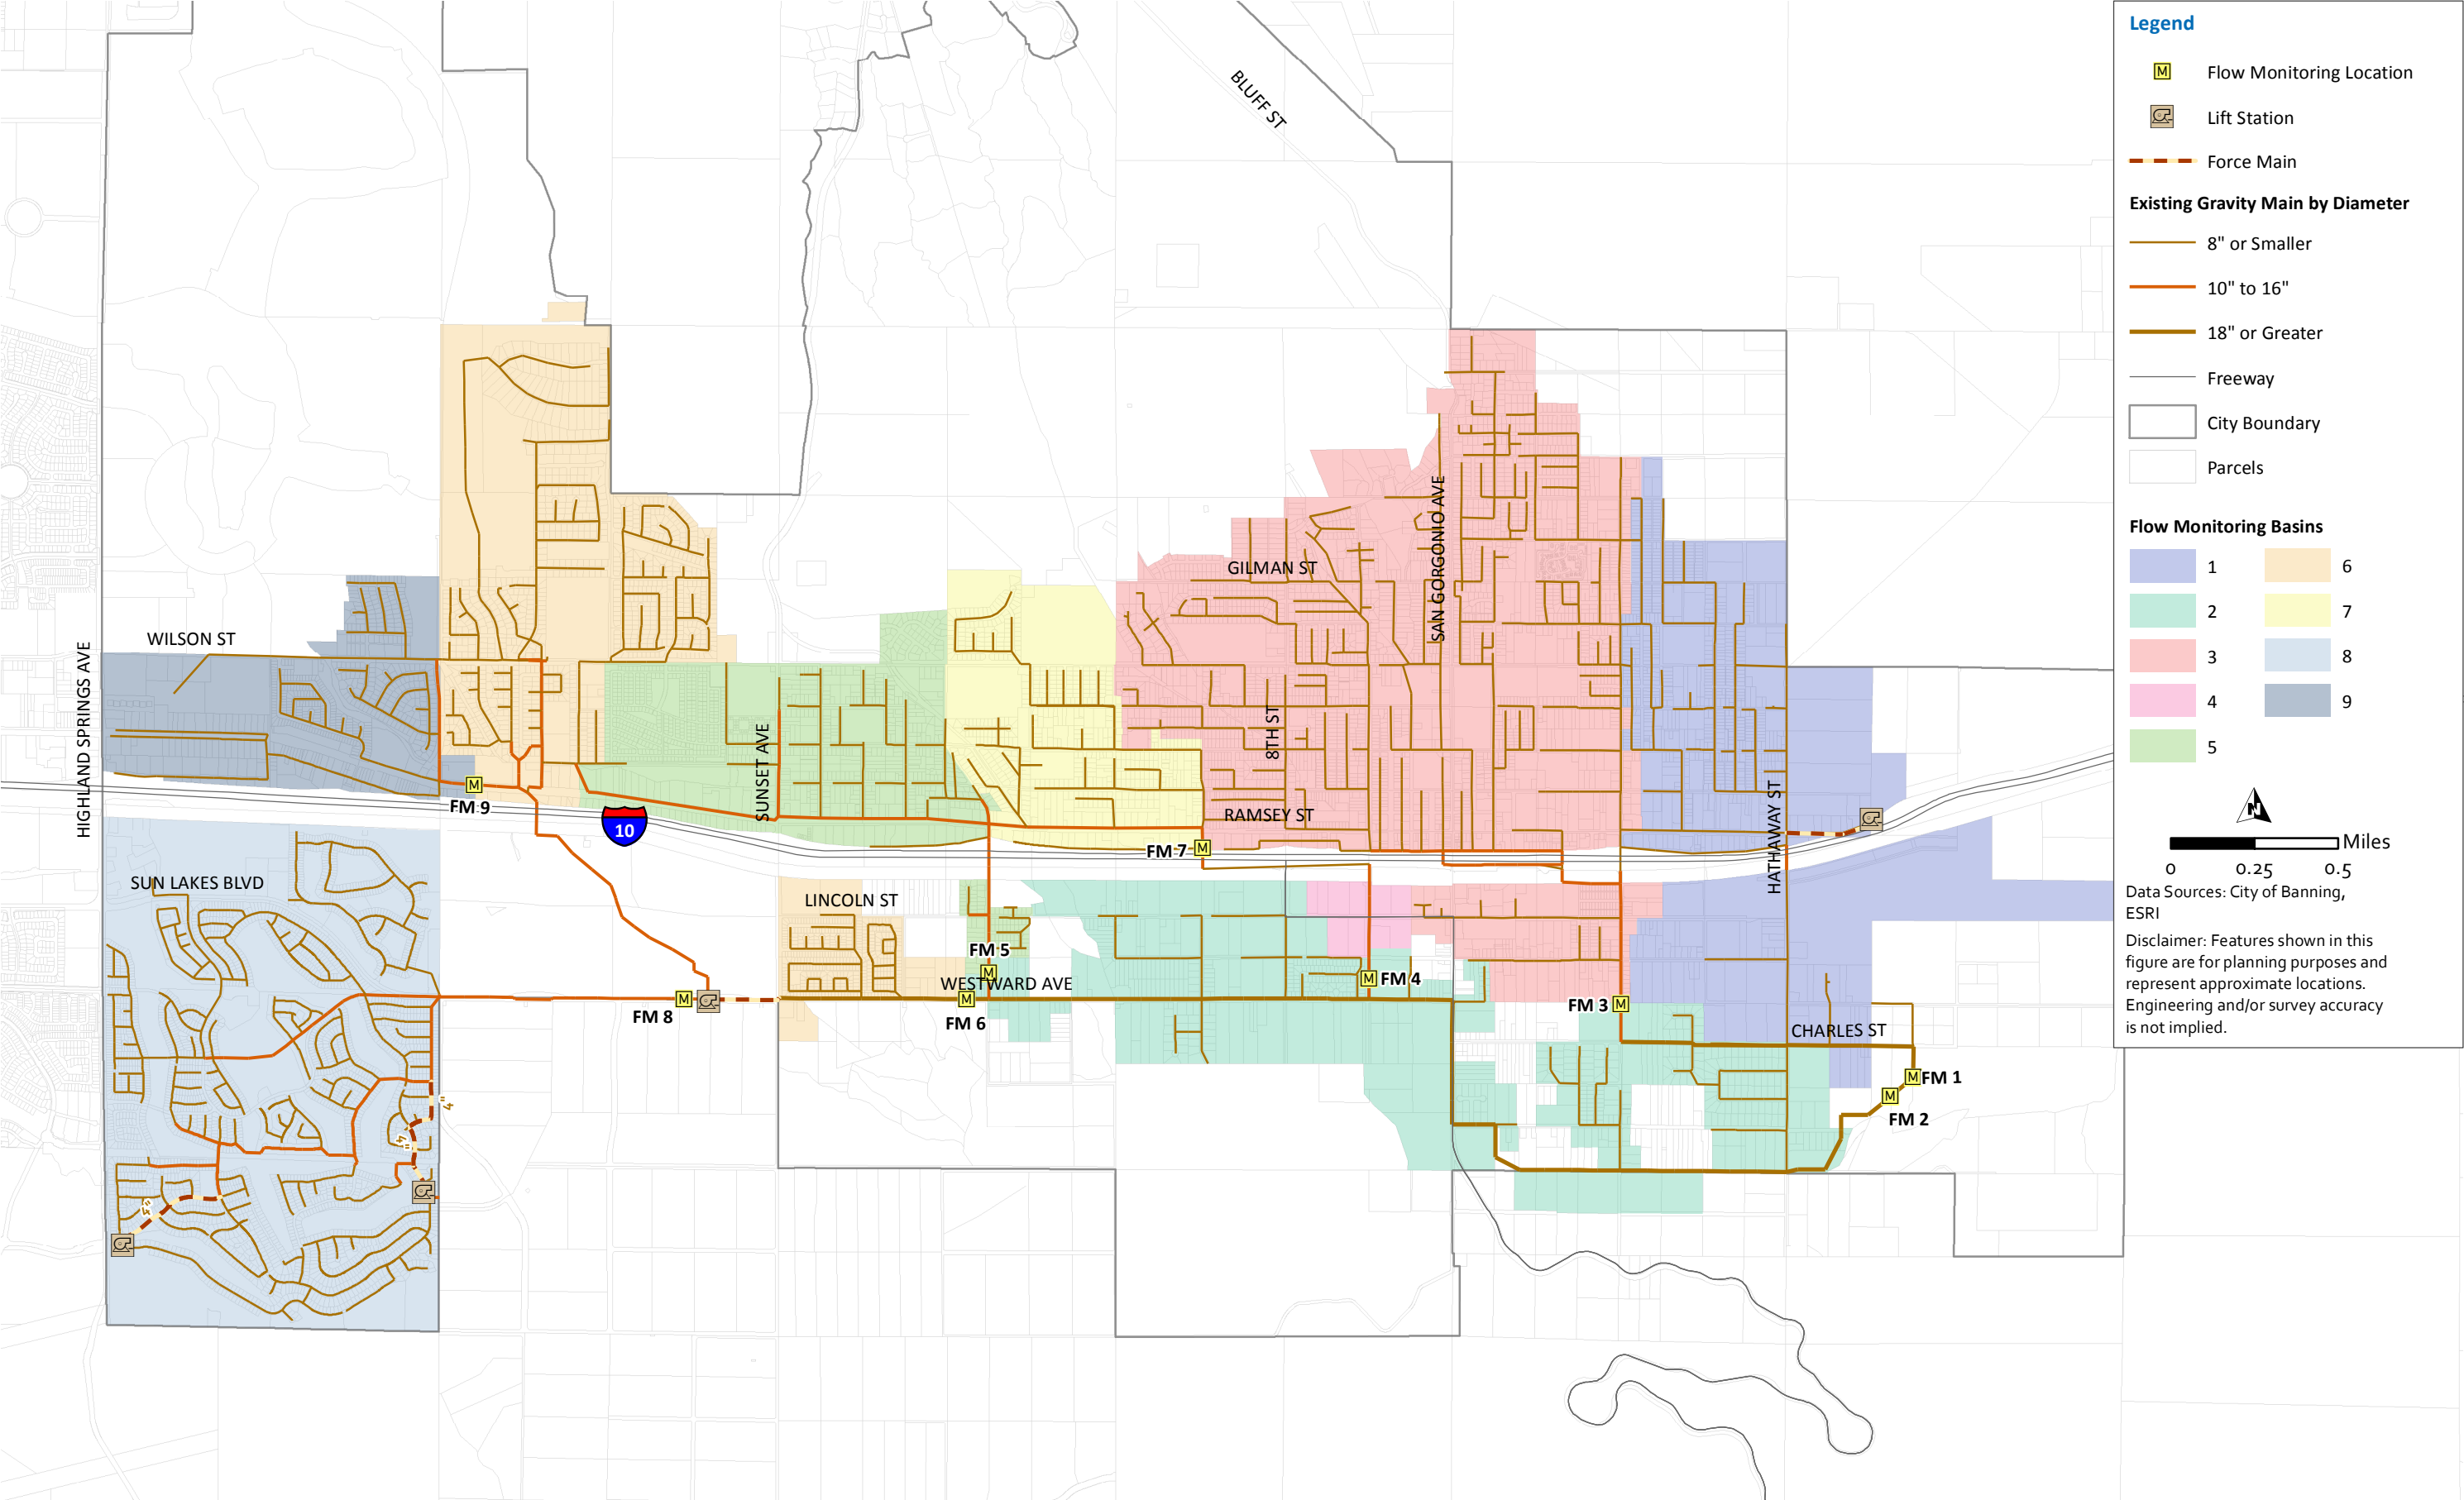 BLUFF ST
GILMAN ST
SAN GORGONIO AVE
WILSON ST
HIGHLAND SPRINGS AVE
SUNSET AVE
8TH ST
HATHAWAY ST
RAMSEY ST
FM 9
10
FM 7
SUN LAKES BLVD
LINCOLN ST
FM 5
WESTWARD AVE
FM 4
FM 8
FM 6
FM 3
CHARLES ST
FM 1
FM 2
4"
4"
M
M
M
M
M
M
M
M
M
Legend
M Flow Monitoring Location
Lift Station
Force Main
Existing Gravity Main by Diameter
8" or Smaller
10" to 16"
18" or Greater
Freeway
City Boundary
Parcels
Flow Monitoring Basins
1 6
2 7
3 8
4 9
5
N
Miles
0 0.25 0.5
Data Sources: City of Banning,
ESRI
Disclaimer: Features shown in this
figure are for planning purposes and
represent approximate locations.
Engineering and/or survey accuracy
is not implied.